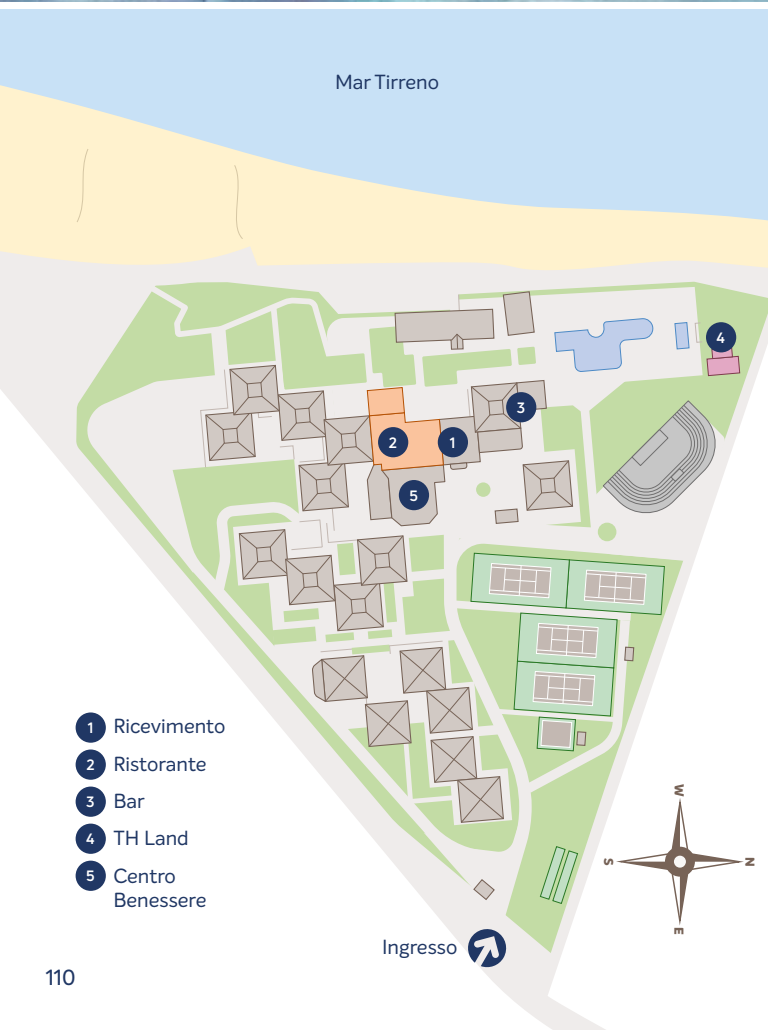 Mar Tirreno
4
3
2
1
5
1 Ricevimento
2 Ristorante
3 Bar
4 TH Land
5 Centro
Benessere
W
S
N
E
Ingresso
110